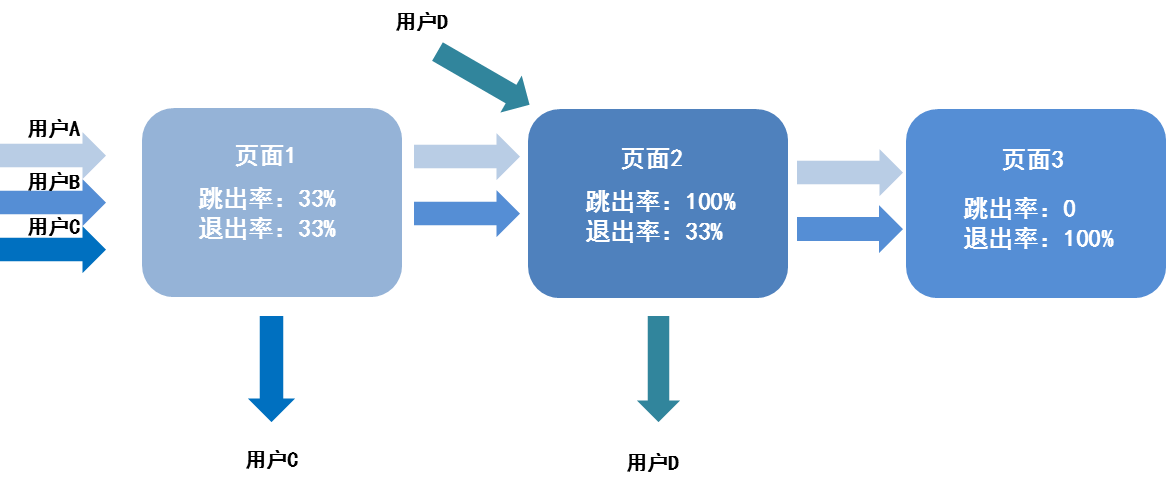 用户D
用户A
用户B
用户C
页面1
跳出率：33%
退出率：33%
页面2
跳出率：100%
退出率：33%
页面3
跳出率：0
退出率：100%
用户C
用户D